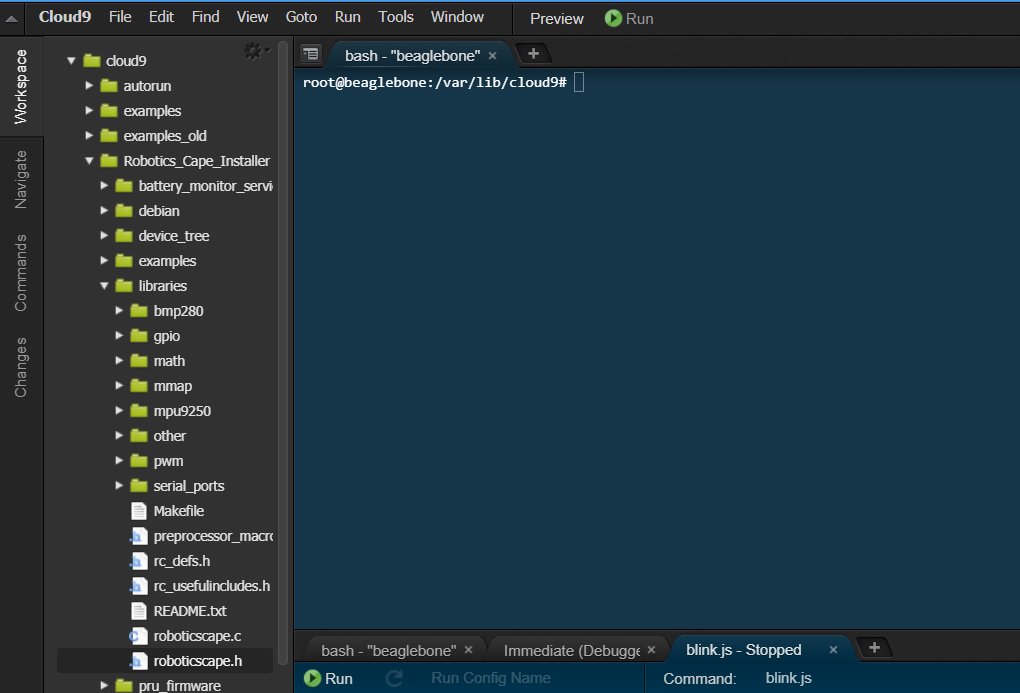 Cloud9 File Edit Find View Goto Run Tools Window Preview Run
Workspace
Navigate
Commands
Changes
cloud9
autorun
examples
examples_old
Robotics_Cape_Installer
battery_monitor_servi
debian
device_tree
examples
libraries
bmp280
gpio
math
mmap
mpu9250
other
pwm
serial_ports
Makefile
preprocessor_macro
rc_defs.h
rc_usefulincludes.h
README.txt
roboticscape.c
roboticscape.h
pru_firmware
bash - "beaglebone" × +
root@beaglebone:/var/lib/cloud9#
bash - "beaglebone" × Immediate (Debugge × blink.js - Stopped × +
Run Run Config Name Command: blink.js